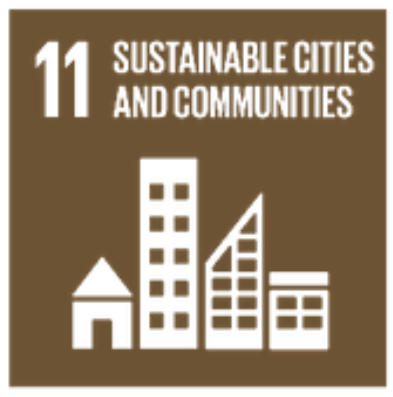 11 SUSTAINABLE CITIES
AND COMMUNITIES